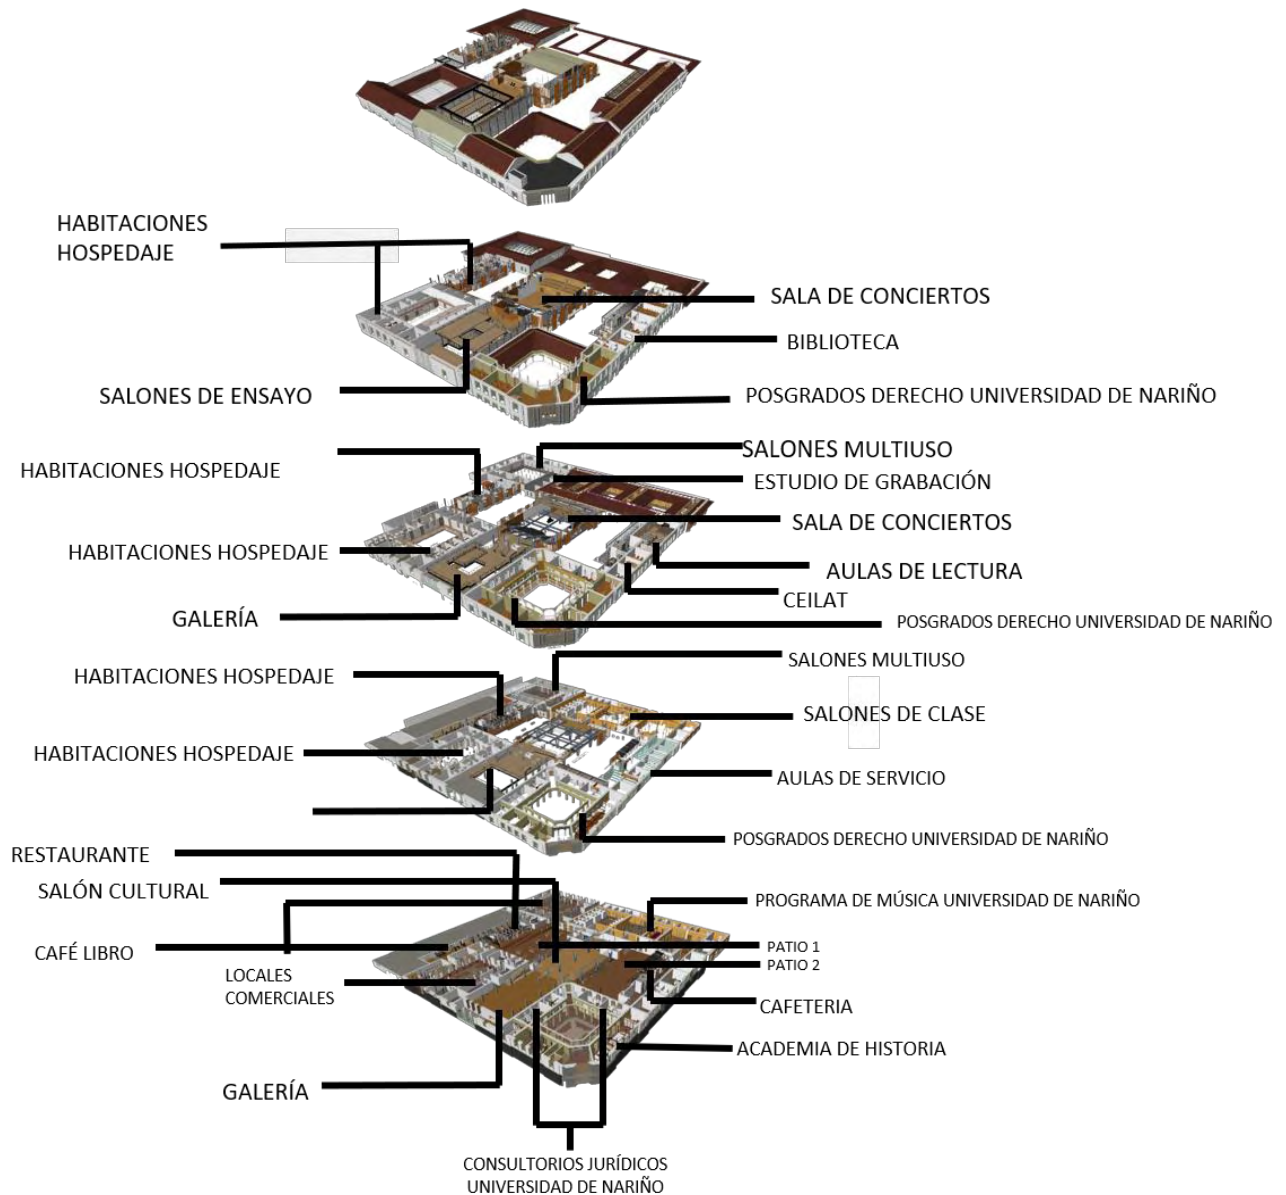 HABITACIONES
HOSPEDAJE
SALA DE CONCIERTOS
BIBLIOTECA
SALONES DE ENSAYO
POSGRADOS DERECHO UNIVERSIDAD DE NARIÑO
SALONES MULTIUSO
HABITACIONES HOSPEDAJE
ESTUDIO DE GRABACIÓN
SALA DE CONCIERTOS
HABITACIONES HOSPEDAJE
AULAS DE LECTURA
CEILAT
GALERÍA
POSGRADOS DERECHO UNIVERSIDAD DE NARIÑO
SALONES MULTIUSO
HABITACIONES HOSPEDAJE
SALONES DE CLASE
HABITACIONES HOSPEDAJE
AULAS DE SERVICIO
POSGRADOS DERECHO UNIVERSIDAD DE NARIÑO
RESTAURANTE
SALÓN CULTURAL
PROGRAMA DE MÚSICA UNIVERSIDAD DE NARIÑO
PATIO 1
CAFÉ LIBRO
PATIO 2
LOCALES
COMERCIALES
CAFETERIA
ACADEMIA DE HISTORIA
GALERÍA
CONSULTORIOS JURÍDICOS
UNIVERSIDAD DE NARIÑO